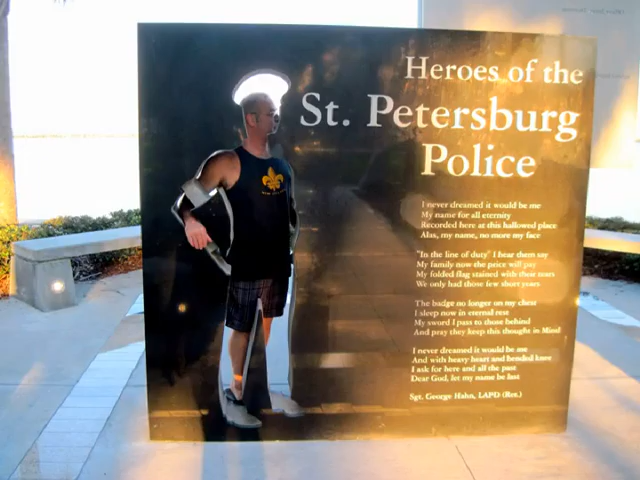 Heroes of the
St. Petersburg
Police
I never dreamed it would be me
My name for all eternity
Recorded here at this hallowed place
Alas, my name, no more my face
"In the line of duty" I hear them say
My family now the price will pay
My folded flag stained with their tears
We only had those few short years
The badge no longer on my chest
I sleep now in eternal rest
My sword I pass to those behind
And pray they keep this thought in Mind
I never dreamed it would be me
And with heavy heart and bended knee
I ask for here and all the past
Dear God, let my name be last
Sgt. George Hahn, LAPD (Ret.)